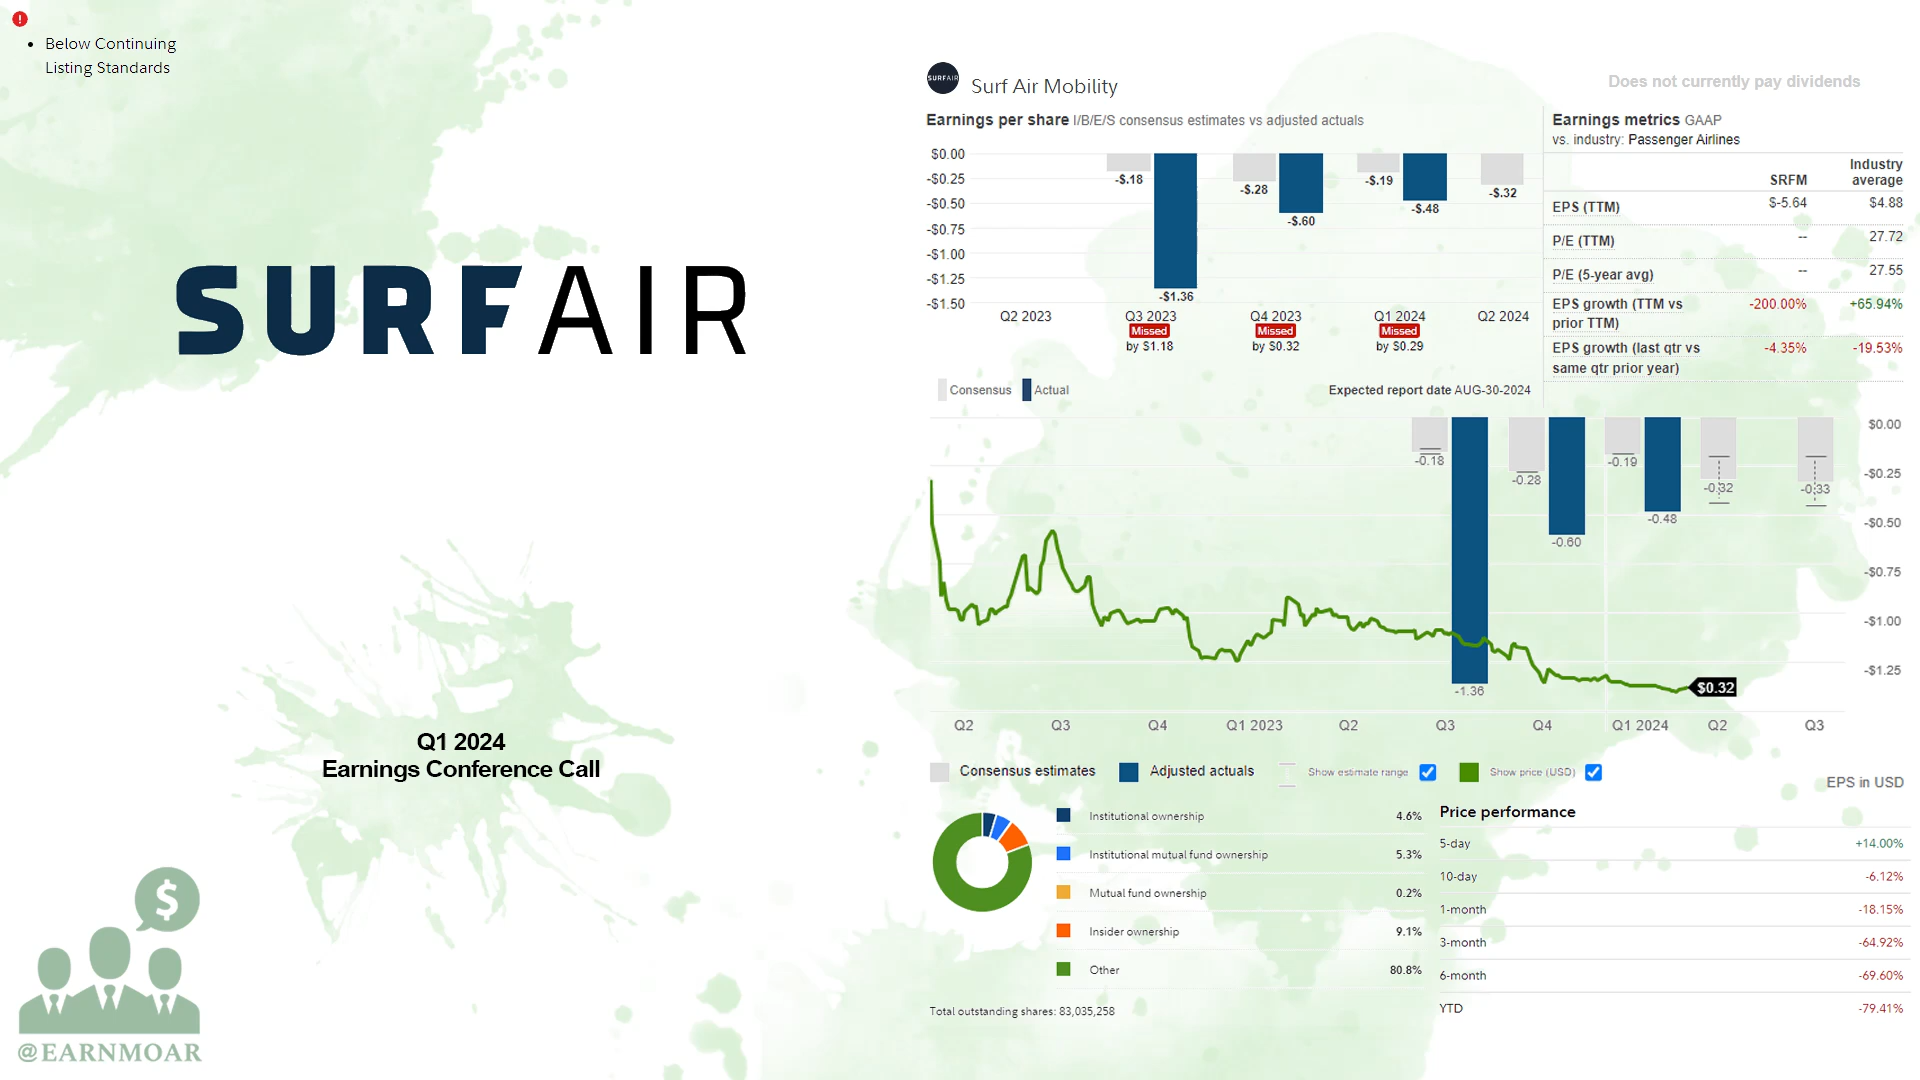 Below Continuing
Listing Standards
SURFAIR
Q1 2024
Earnings Conference Call
$
@EARNMOAR
SURFAIR
Surf Air Mobility
Does not currently pay dividends
Earnings per share I/B/E/S consensus estimates vs adjusted actuals
$0.00
-$0.25
-$0.50
-$0.75
-$1.00
-$1.25
-$1.50
-$.18
-$1.36
-$.28
-$.60
-$.19
-$.48
-$.32
Q2 2023
Q3 2023
Missed
by $1.18
Q4 2023
Missed
by $0.32
Q1 2024
Missed
by $0.29
Q2 2024
Consensus Actual
Expected report date AUG-30-2024
Earnings metrics GAAP
vs. industry: Passenger Airlines
SRFM Industry average
EPS (TTM) $-5.64 $4.88
P/E (TTM) -- 27.72
P/E (5-year avg) -- 27.55
EPS growth (TTM vs prior TTM) -200.00% +65.94%
EPS growth (last qtr vs same qtr prior year) -4.35% -19.53%
-0.18
-1.36
-0.28
-0.60
-0.19
-0.48
-0.32
-0.33
$0.00
-$0.25
-$0.50
-$0.75
-$1.00
-$1.25
$0.32
Q2 Q3 Q4 Q1 2023 Q2 Q3 Q4 Q1 2024 Q2 Q3
Consensus estimates Adjusted actuals Show estimate range Show price (USD)
EPS in USD
Institutional ownership 4.6%
Institutional mutual fund ownership 5.3%
Mutual fund ownership 0.2%
Insider ownership 9.1%
Other 80.8%
Total outstanding shares: 83,035,258
Price performance
5-day +14.00%
10-day -6.12%
1-month -18.15%
3-month -64.92%
6-month -69.60%
YTD -79.41%